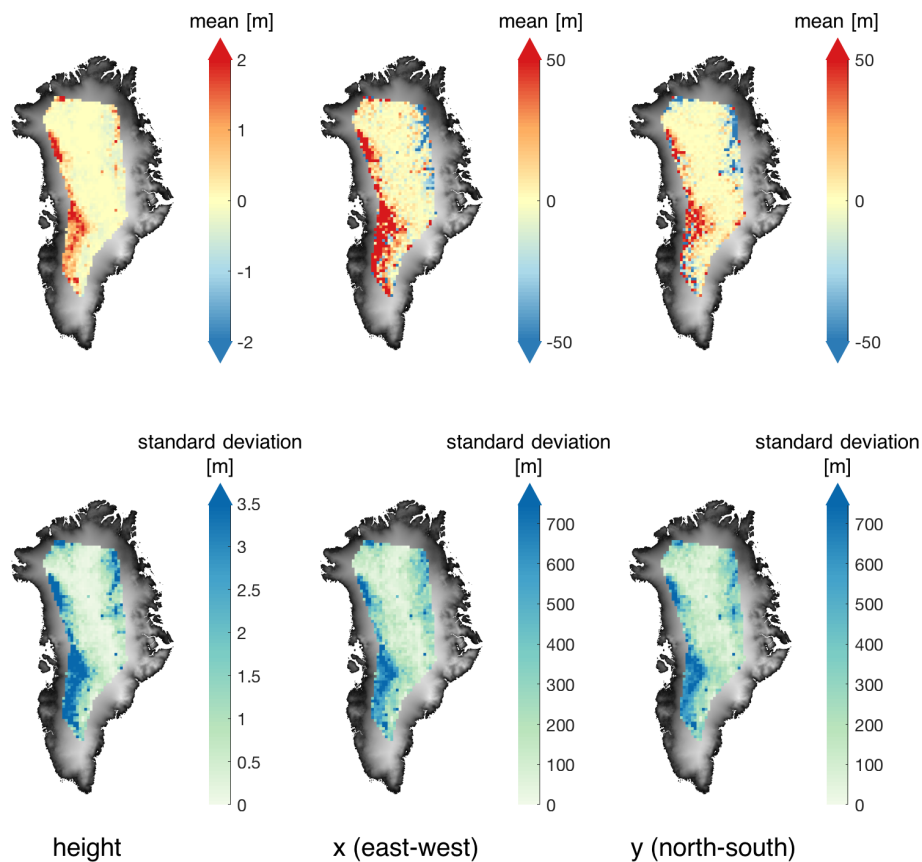 mean [m]
mean [m]
mean [m]
2
1
0
-1
-2
50
0
-50
50
0
-50
standard deviation
[m]
standard deviation
[m]
standard deviation
[m]
3.5
3
2.5
2
1.5
1
0.5
0
700
600
500
400
300
200
100
0
700
600
500
400
300
200
100
0
height
x (east-west)
y (north-south)